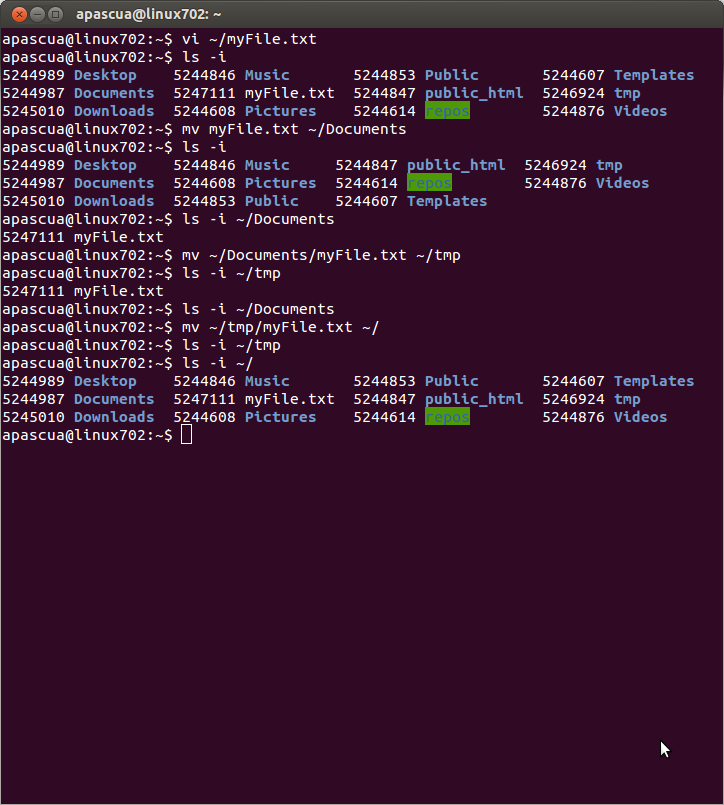 apascua@linux702: ~
apascua@linux702:~$ vi ~/myFile.txt
apascua@linux702:~$ ls -i
5244989 Desktop    5244846 Music       5244853 Public       5244607 Templates
5244987 Documents  5247111 myFile.txt  5244847 public_html  5246924 tmp
5245010 Downloads  5244608 Pictures    5244614 repos        5244876 Videos
apascua@linux702:~$ mv myFile.txt ~/Documents
apascua@linux702:~$ ls -i
5244989 Desktop    5244846 Music     5244847 public_html  5246924 tmp
5244987 Documents  5244608 Pictures  5244614 repos        5244876 Videos
5245010 Downloads  5244853 Public    5244607 Templates
apascua@linux702:~$ ls -i ~/Documents
5247111 myFile.txt
apascua@linux702:~$ mv ~/Documents/myFile.txt ~/tmp
apascua@linux702:~$ ls -i ~/tmp
5247111 myFile.txt
apascua@linux702:~$ ls -i ~/Documents
apascua@linux702:~$ mv ~/tmp/myFile.txt ~/
apascua@linux702:~$ ls -i ~/tmp
apascua@linux702:~$ ls -i ~/
5244989 Desktop    5244846 Music       5244853 Public       5244607 Templates
5244987 Documents  5247111 myFile.txt  5244847 public_html  5246924 tmp
5245010 Downloads  5244608 Pictures    5244614 repos        5244876 Videos
apascua@linux702:~$